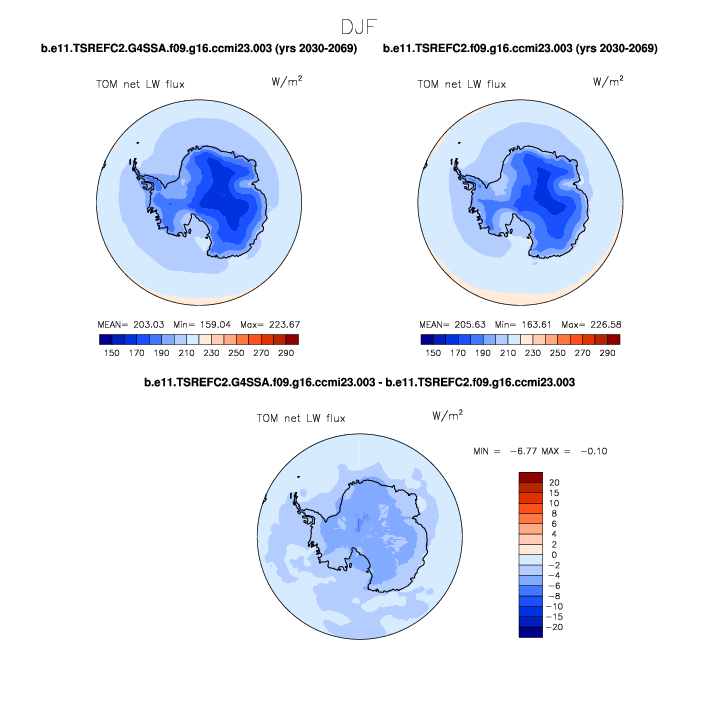 DJF
b.e11.TSREFC2.G4SSA.f09.g16.ccmi23.003 (yrs 2030-2069)
b.e11.TSREFC2.f09.g16.ccmi23.003 (yrs 2030-2069)
TOM net LW flux W/m²
TOM net LW flux W/m²
MEAN= 203.03 Min= 159.04 Max= 223.67
150 170 190 210 230 250 270 290
MEAN= 205.63 Min= 163.61 Max= 226.58
150 170 190 210 230 250 270 290
b.e11.TSREFC2.G4SSA.f09.g16.ccmi23.003 - b.e11.TSREFC2.f09.g16.ccmi23.003
TOM net LW flux W/m²
MIN = -6.77 MAX = -0.10
20
15
10
8
6
4
2
0
-2
-4
-6
-8
-10
-15
-20